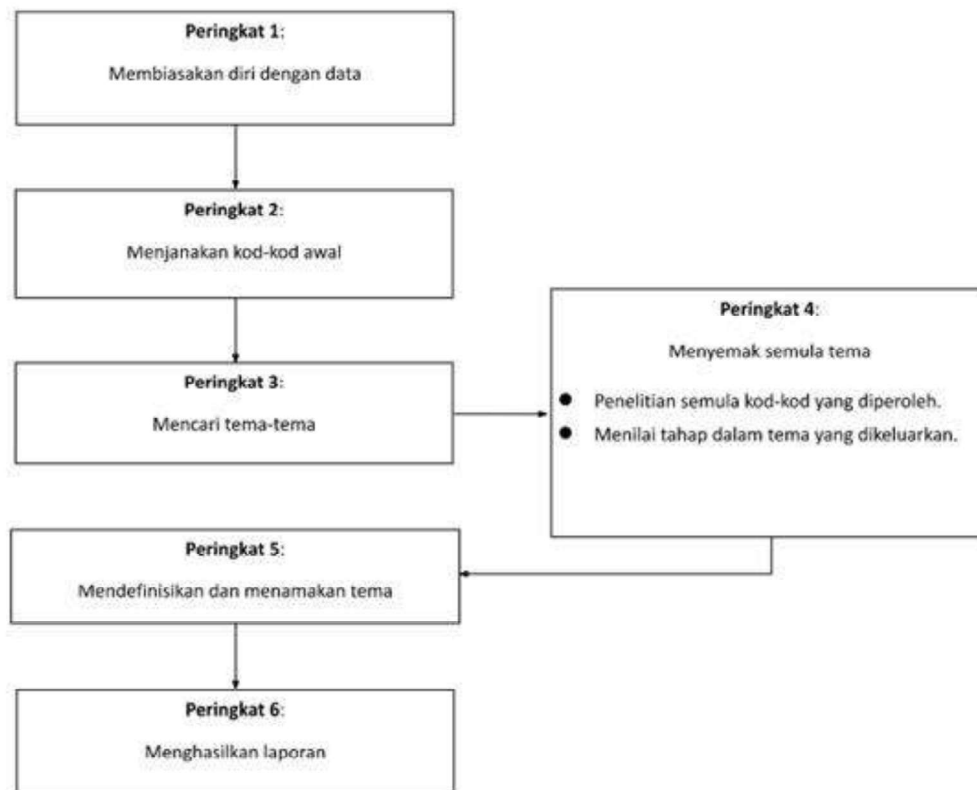 Peringkat 1:
Membiasakan diri dengan data
Peringkat 2:
Menjanakan kod-kod awal
Peringkat 3:
Mencari tema-tema
Peringkat 4:
Menyemak semula tema
● Penelitian semula kod-kod yang diperoleh.
● Menilai tahap dalam tema yang dikeluarkan.
Peringkat 5:
Mendefinisikan dan menamakan tema
Peringkat 6:
Menghasilkan laporan